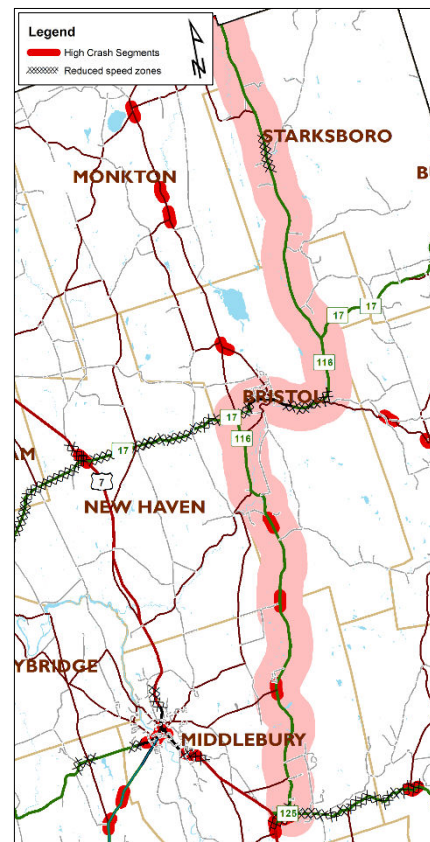 Legend
High Crash Segments
Reduced speed zones
N
STARKSBORO
MONKTON
B
17
17
116
BRISTOL
17
116
17
AM
7
NEW HAVEN
YBRIDGE
MIDDLEBURY
125